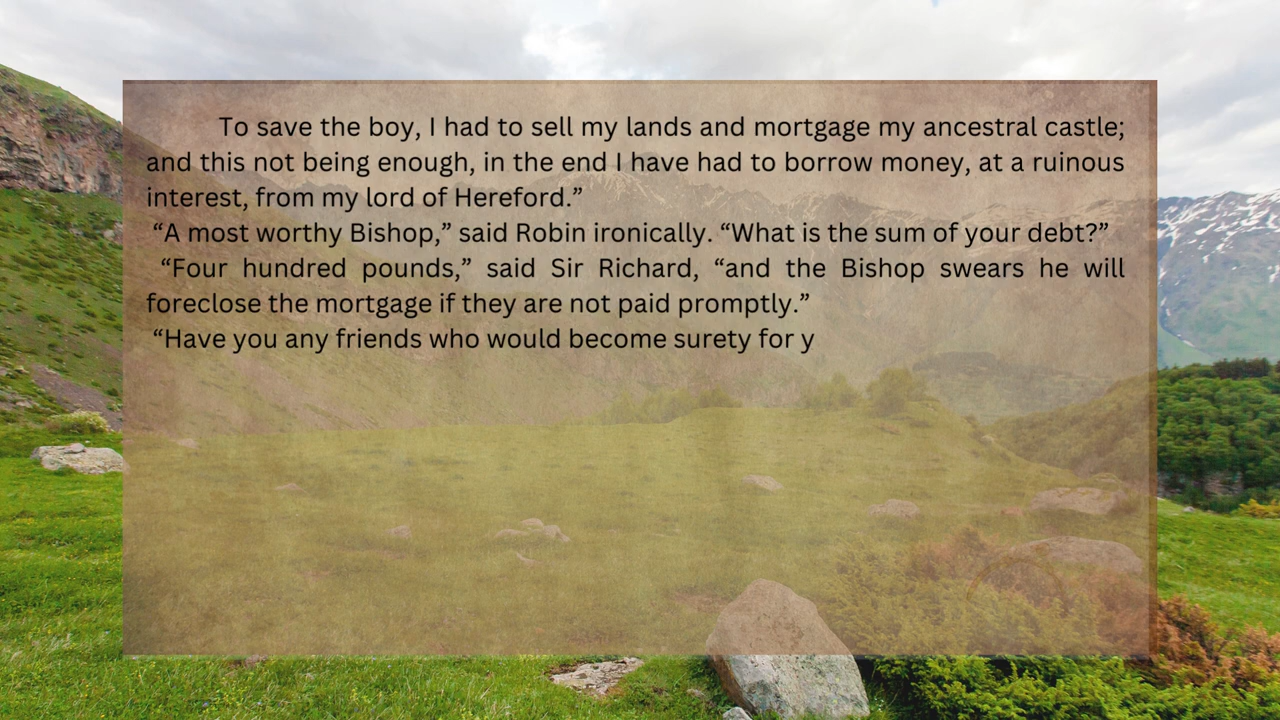 To save the boy, I had to sell my lands and mortgage my ancestral castle;
and this not being enough, in the end I have had to borrow money, at a ruinous
interest, from my lord of Hereford.”
“A most worthy Bishop,” said Robin ironically. “What is the sum of your debt?”
“Four hundred pounds,” said Sir Richard, “and the Bishop swears he will
foreclose the mortgage if they are not paid promptly.”
“Have you any friends who would become surety for y